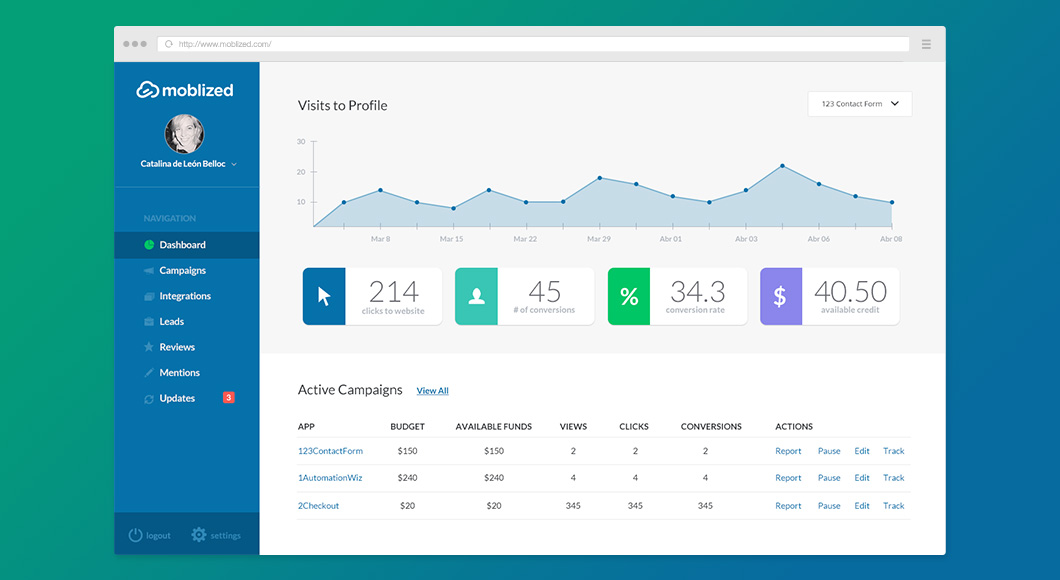 http://www.moblized.com/
moblized
Catalina de León Belloc
NAVIGATION
Dashboard
Campaigns
Integrations
Leads
Reviews
Mentions
Updates 3
logout settings
Visits to Profile
123 Contact Form
30
20
10
Mar 8 Mar 15 Mar 22 Mar 29 Abr 01 Abr 03 Abr 06 Abr 08
214
clicks to website
45
# of conversions
%
34.3
conversion rate
$
40.50
available credit
Active Campaigns View All
APP BUDGET AVAILABLE FUNDS VIEWS CLICKS CONVERSIONS ACTIONS
123ContactForm $150 $150 2 2 2 Report Pause Edit Track
1AutomationWiz $240 $240 4 4 4 Report Pause Edit Track
2Checkout $20 $20 345 345 345 Report Pause Edit Track